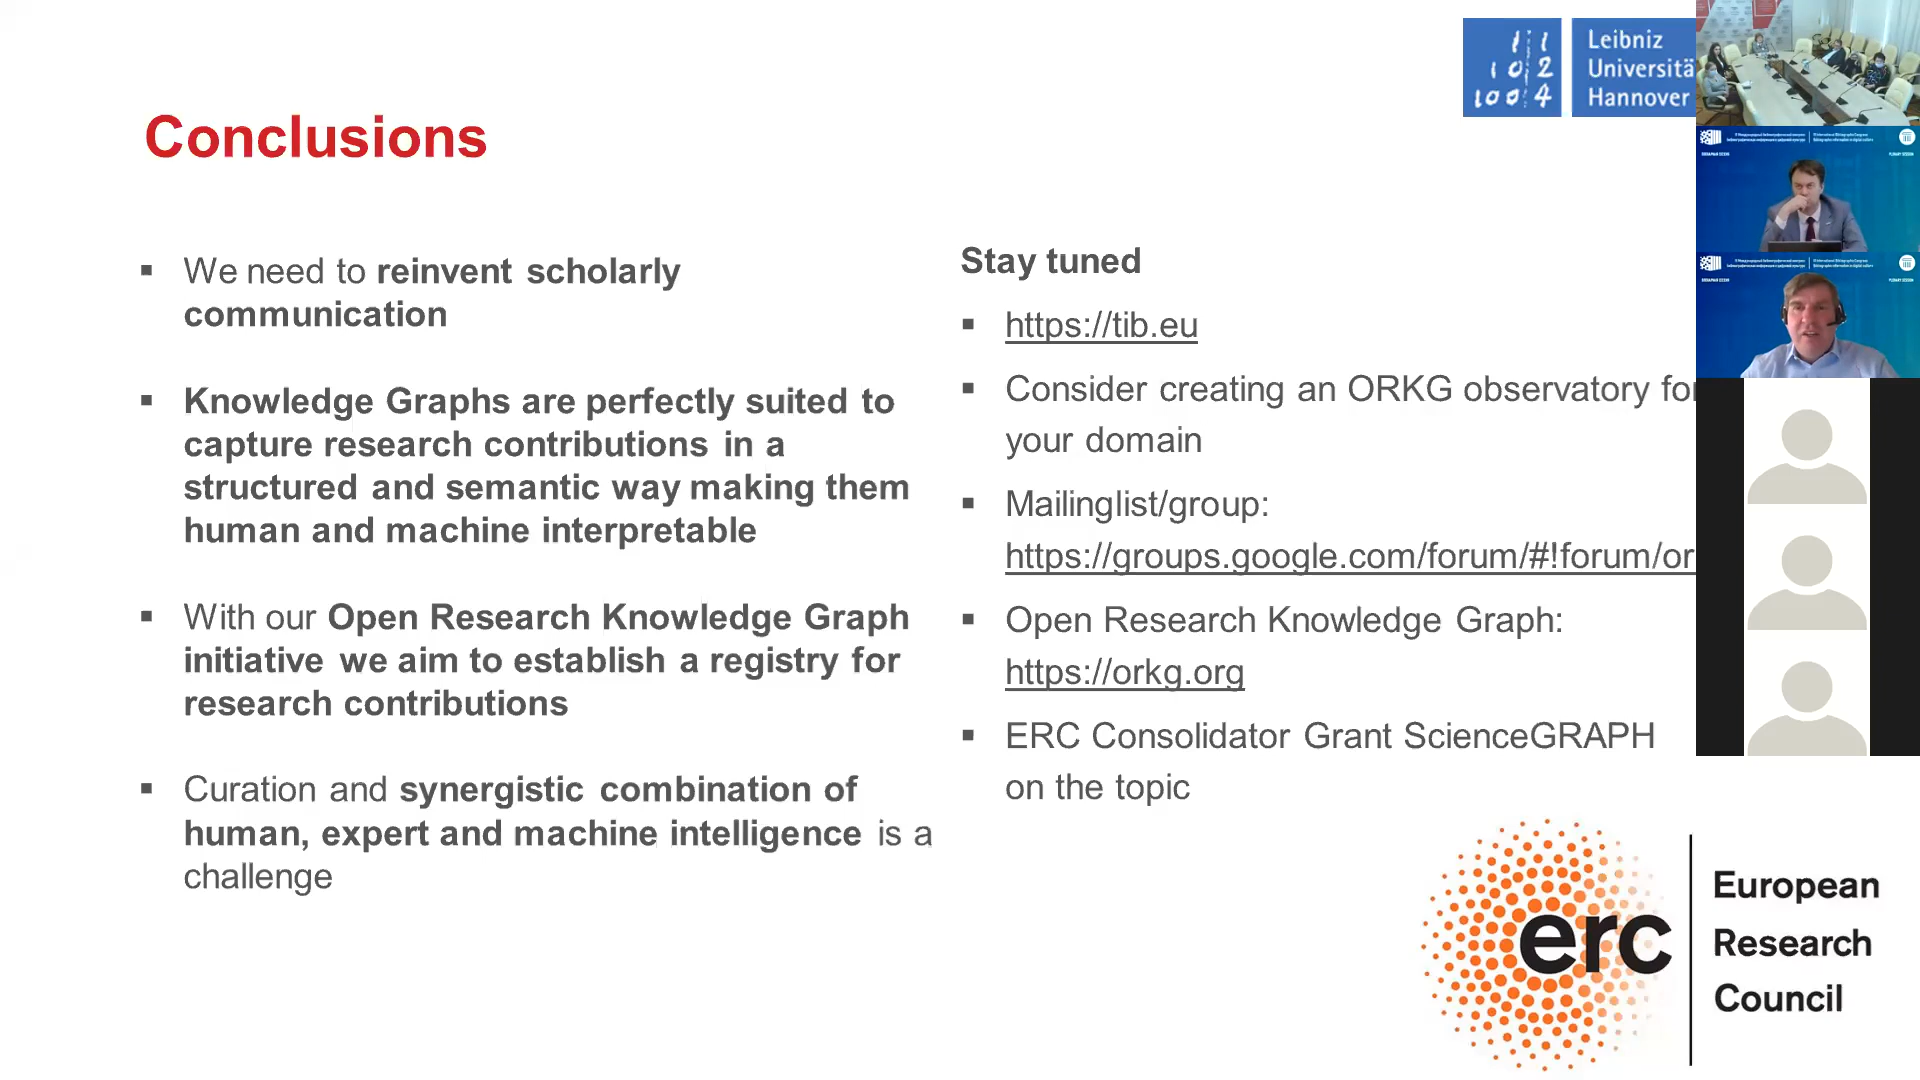 Leibniz
Universitä
Hannover
Conclusions
We need to reinvent scholarly
communication
Knowledge Graphs are perfectly suited to
capture research contributions in a
structured and semantic way making them
human and machine interpretable
With our Open Research Knowledge Graph
initiative we aim to establish a registry for
research contributions
Curation and synergistic combination of
human, expert and machine intelligence is a
challenge
Stay tuned
https://tib.eu
Consider creating an ORKG observatory for
your domain
Mailinglist/group:
https://groups.google.com/forum/#!forum/or
Open Research Knowledge Graph:
https://orkg.org
ERC Consolidator Grant ScienceGRAPH
on the topic
erc
European
Research
Council